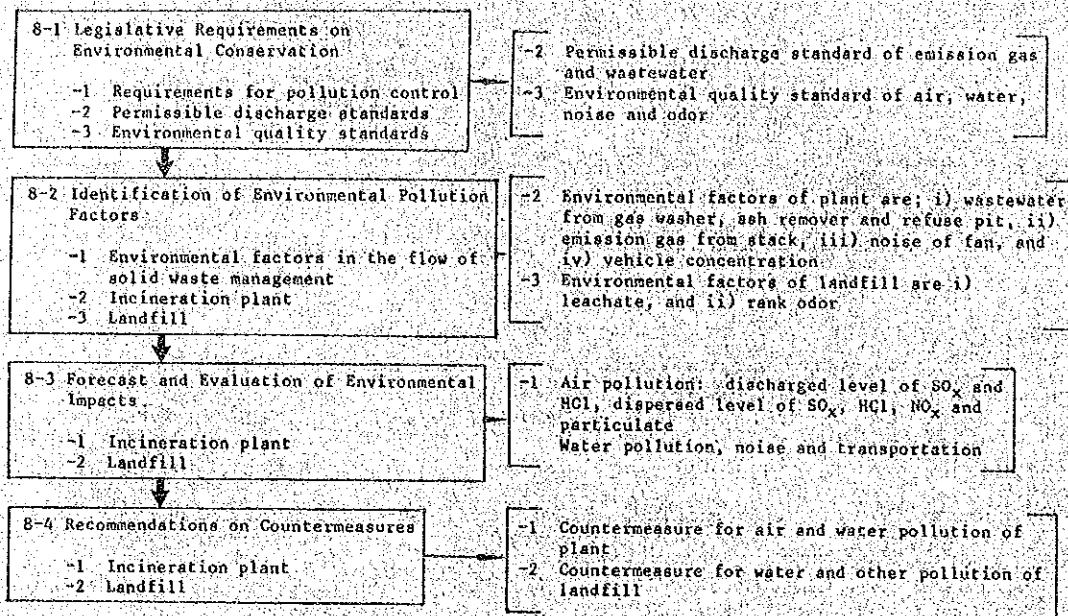 8-1 Legislative Requirements on
Environmental Conservation
-1 Requirements for pollution control
-2 Permissible discharge standards
-3 Environmental quality standards
-2 Permissible discharge standard of emission gas
and wastewater
-3 Environmental quality standard of air, water,
noise and odor
8-2 Identification of Environmental Pollution
Factors
-1 Environmental factors in the flow of
solid waste management
-2 Incineration plant
-3 Landfill
-2 Environmental factors of plant are; i) wastewater
from gas washer, ash remover and refuse pit, ii)
emission gas from stack, iii) noise of fan, and
iv) vehicle concentration
-3 Environmental factors of landfill are i)
leachate, and ii) rank odor
8-3 Forecast and Evaluation of Environmental
Impacts
-1 Incineration plant
-2 Landfill
-1 Air pollution: discharged level of SOx and
HCl, dispersed level of SOx, HCl, NOx and
particulate
Water pollution, noise and transportation
8-4 Recommendations on Countermeasures
-1 Incineration plant
-2 Landfill
-1 Countermeasure for air and water pollution of
plant
-2 Countermeasure for water and other pollution of
landfill